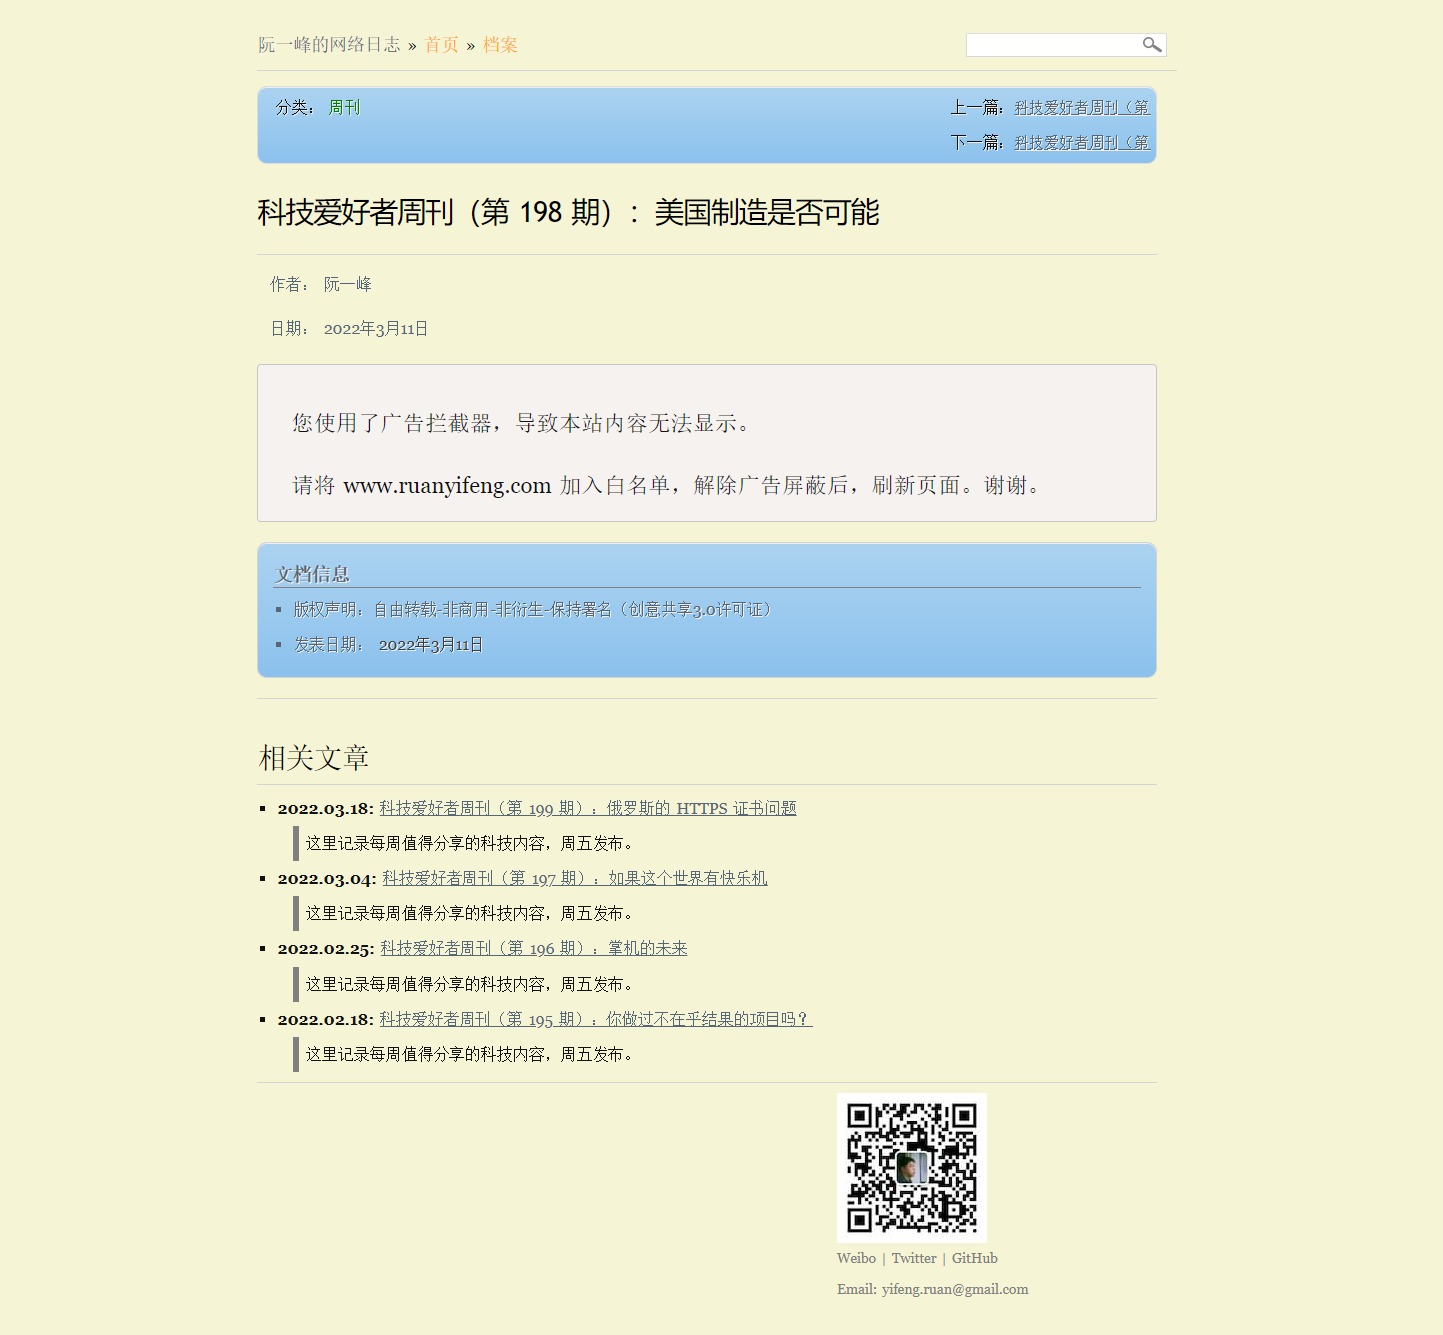 阮一峰的网络日志 » 首页 » 档案
分类： 周刊
上一篇：科技爱好者周刊（第
下一篇：科技爱好者周刊（第
科技爱好者周刊（第 198 期）：美国制造是否可能
作者： 阮一峰
日期： 2022年3月11日
您使用了广告拦截器，导致本站内容无法显示。
请将 www.ruanyifeng.com 加入白名单，解除广告屏蔽后，刷新页面。谢谢。
文档信息
版权声明：自由转载-非商用-非衍生-保持署名（创意共享3.0许可证）
发表日期： 2022年3月11日
相关文章
2022.03.18: 科技爱好者周刊（第 199 期）：俄罗斯的 HTTPS 证书问题
这里记录每周值得分享的科技内容，周五发布。
2022.03.04: 科技爱好者周刊（第 197 期）：如果这个世界有快乐机
这里记录每周值得分享的科技内容，周五发布。
2022.02.25: 科技爱好者周刊（第 196 期）：掌机的未来
这里记录每周值得分享的科技内容，周五发布。
2022.02.18: 科技爱好者周刊（第 195 期）：你做过不在乎结果的项目吗？
这里记录每周值得分享的科技内容，周五发布。
Weibo | Twitter | GitHub
Email: yifeng.ruan@gmail.com